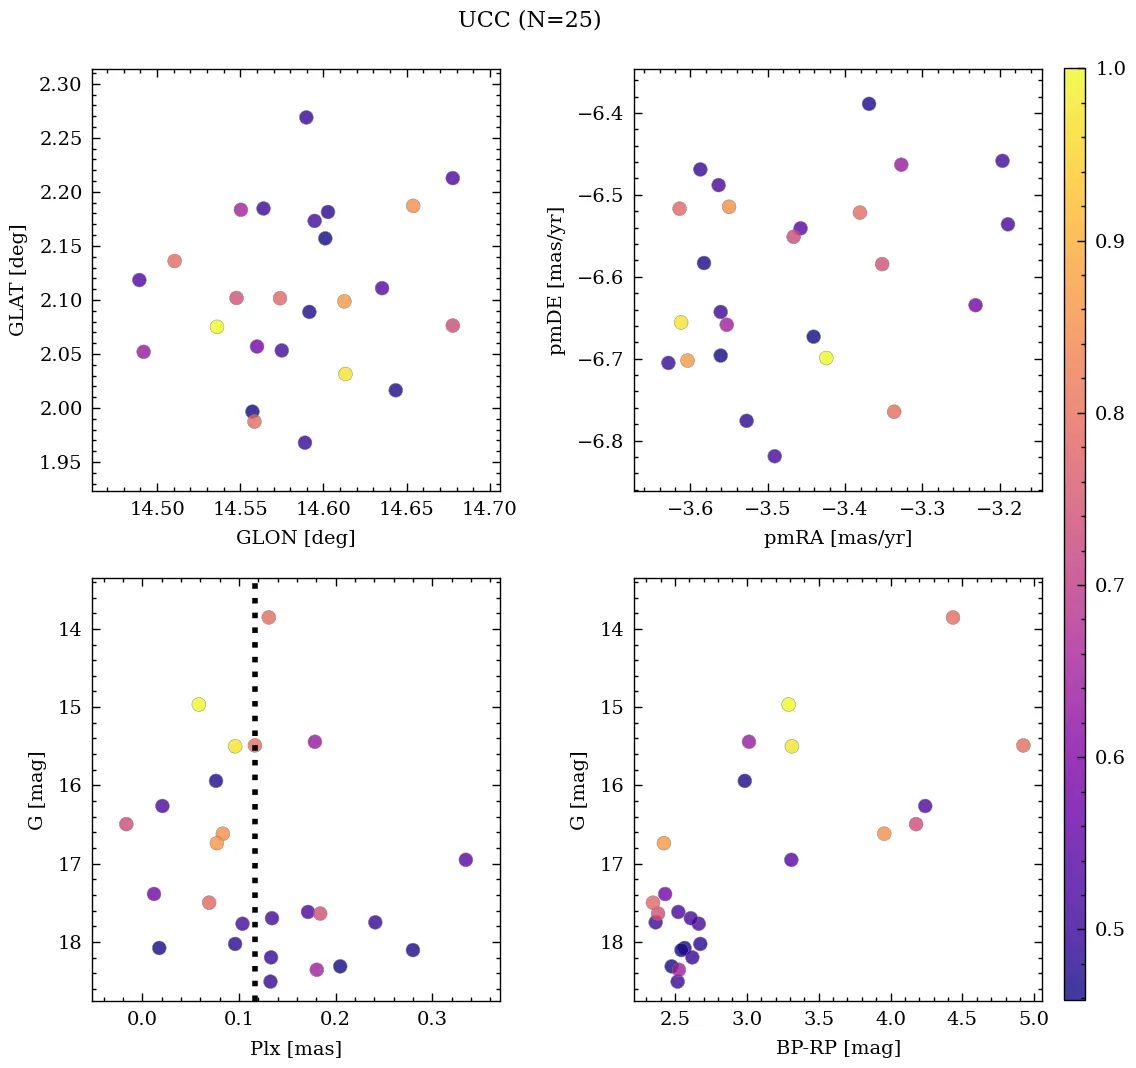 UCC (N=25)
2.30
2.25
2.20
2.15
2.10
2.05
2.00
1.95
GLAT [deg]
14.50 14.55 14.60 14.65 14.70
GLON [deg]
−6.4
−6.5
−6.6
−6.7
−6.8
pmDE [mas/yr]
−3.6 −3.5 −3.4 −3.3 −3.2
pmRA [mas/yr]
1.0
0.9
0.8
0.7
0.6
0.5
14
15
16
17
18
G [mag]
0.0 0.1 0.2 0.3
Plx [mas]
14
15
16
17
18
G [mag]
2.5 3.0 3.5 4.0 4.5 5.0
BP-RP [mag]